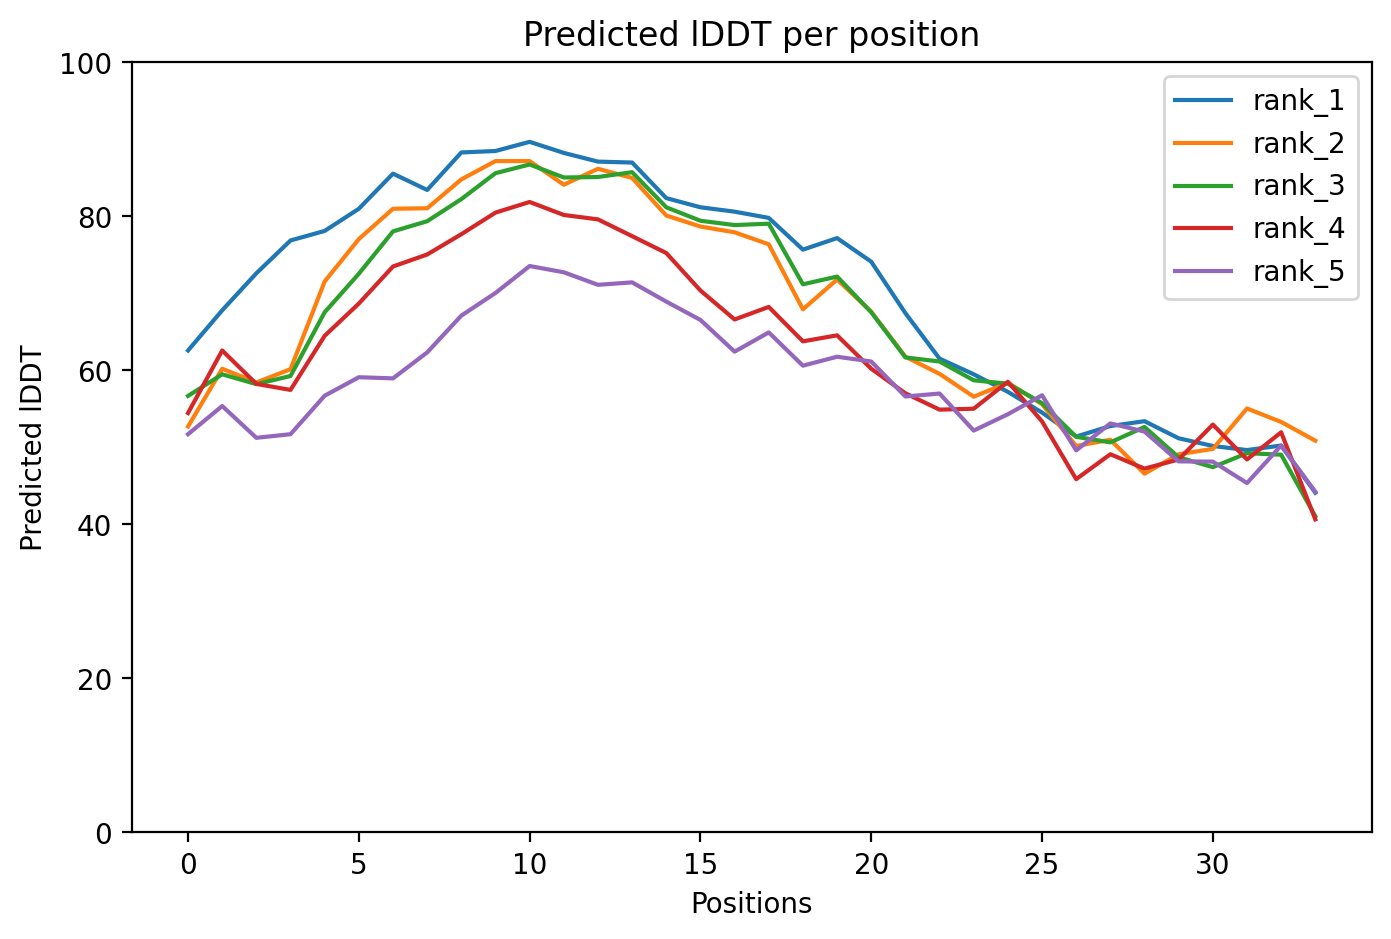 Predicted lDDT per position
100
80
60
40
20
0
Predicted lDDT
0 5 10 15 20 25 30
Positions
rank_1
rank_2
rank_3
rank_4
rank_5